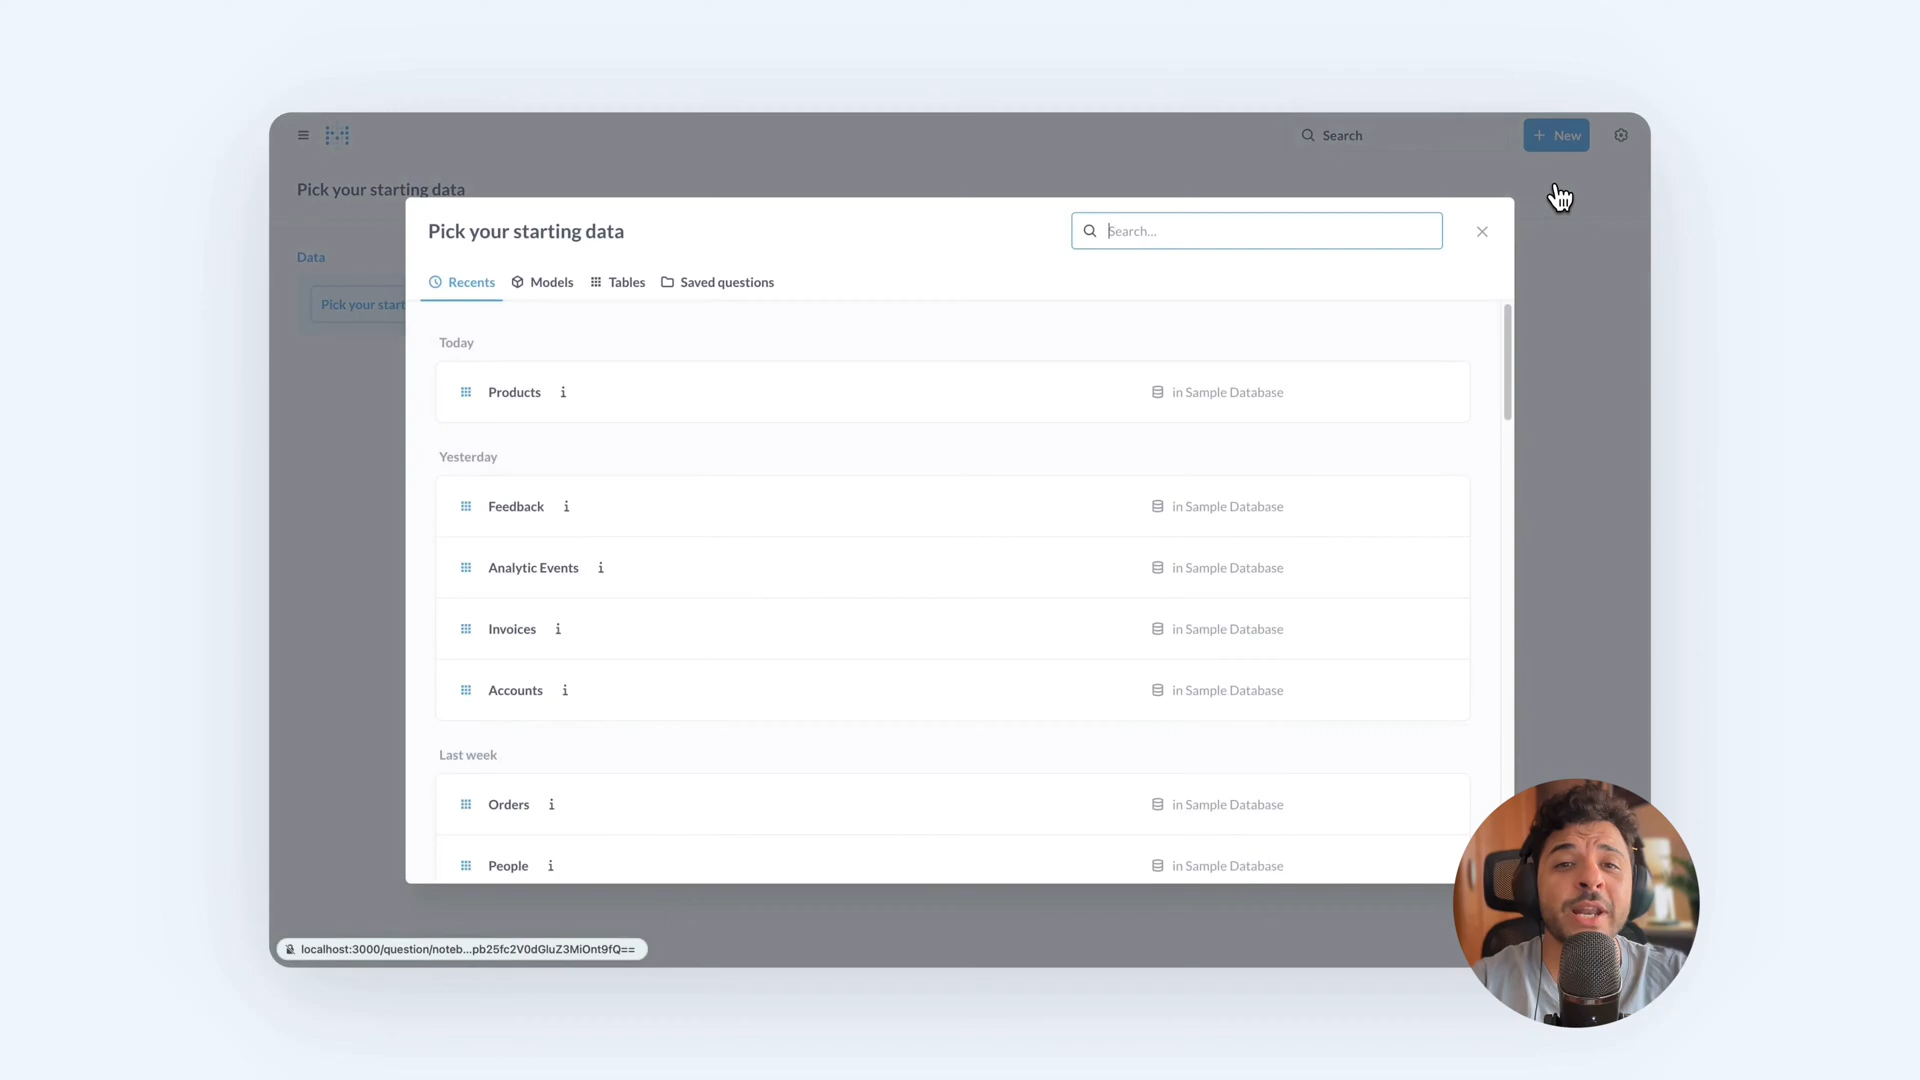 Search
+ New
Pick your starting data
Pick your starting data
Search...
Data
Recents
Models
Tables
Saved questions
Pick your start
Today
Products
in Sample Database
Yesterday
Feedback
in Sample Database
Analytic Events
in Sample Database
Invoices
in Sample Database
Accounts
in Sample Database
Last week
Orders
in Sample Database
People
in Sample Database
localhost:3000/question/noteb...pb25fc2V0dGluZ3MiOnt9fQ==